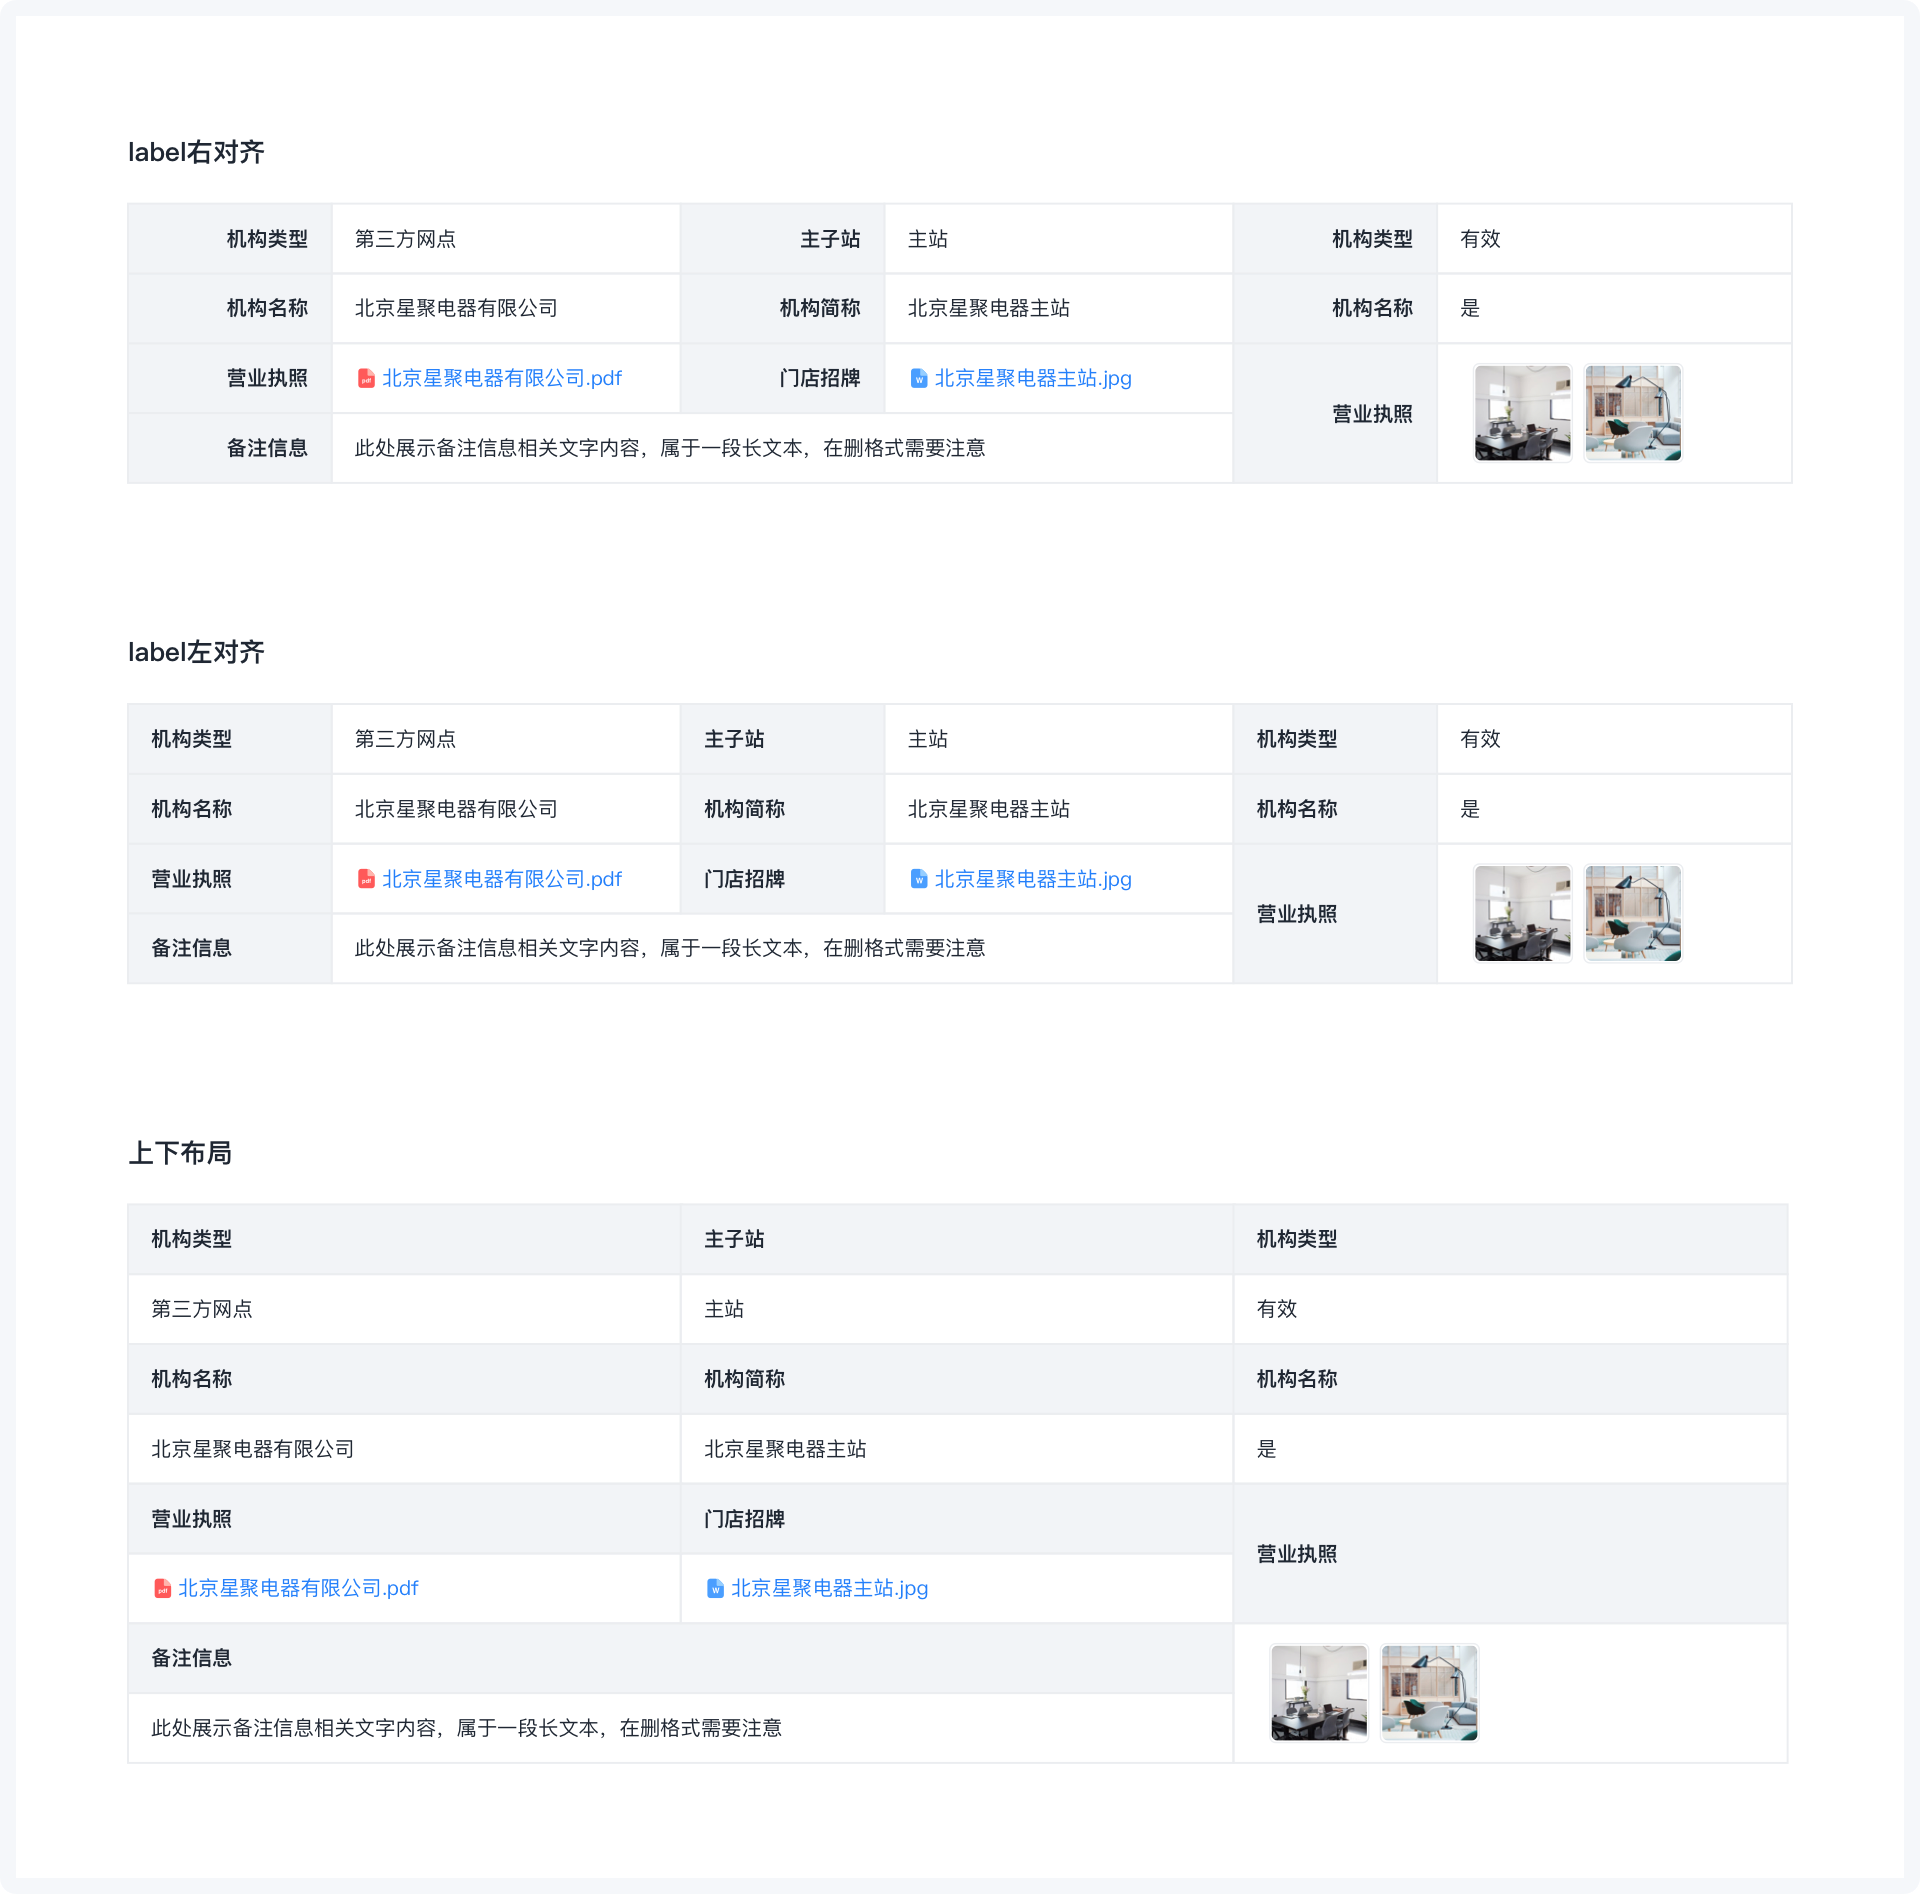 label右对齐
机构类型 第三方网点 主子站 主站 机构类型 有效
机构名称 北京星聚电器有限公司 机构简称 北京星聚电器主站 机构名称 是
营业执照 pdf 北京星聚电器有限公司.pdf 门店招牌 W 北京星聚电器主站.jpg 营业执照
备注信息 此处展示备注信息相关文字内容，属于一段长文本，在删格式需要注意
label左对齐
机构类型 第三方网点 主子站 主站 机构类型 有效
机构名称 北京星聚电器有限公司 机构简称 北京星聚电器主站 机构名称 是
营业执照 pdf 北京星聚电器有限公司.pdf 门店招牌 W 北京星聚电器主站.jpg 营业执照
备注信息 此处展示备注信息相关文字内容，属于一段长文本，在删格式需要注意
上下布局
机构类型 主子站 机构类型
第三方网点 主站 有效
机构名称 机构简称 机构名称
北京星聚电器有限公司 北京星聚电器主站 是
营业执照 门店招牌 营业执照
pdf 北京星聚电器有限公司.pdf W 北京星聚电器主站.jpg
备注信息
此处展示备注信息相关文字内容，属于一段长文本，在删格式需要注意